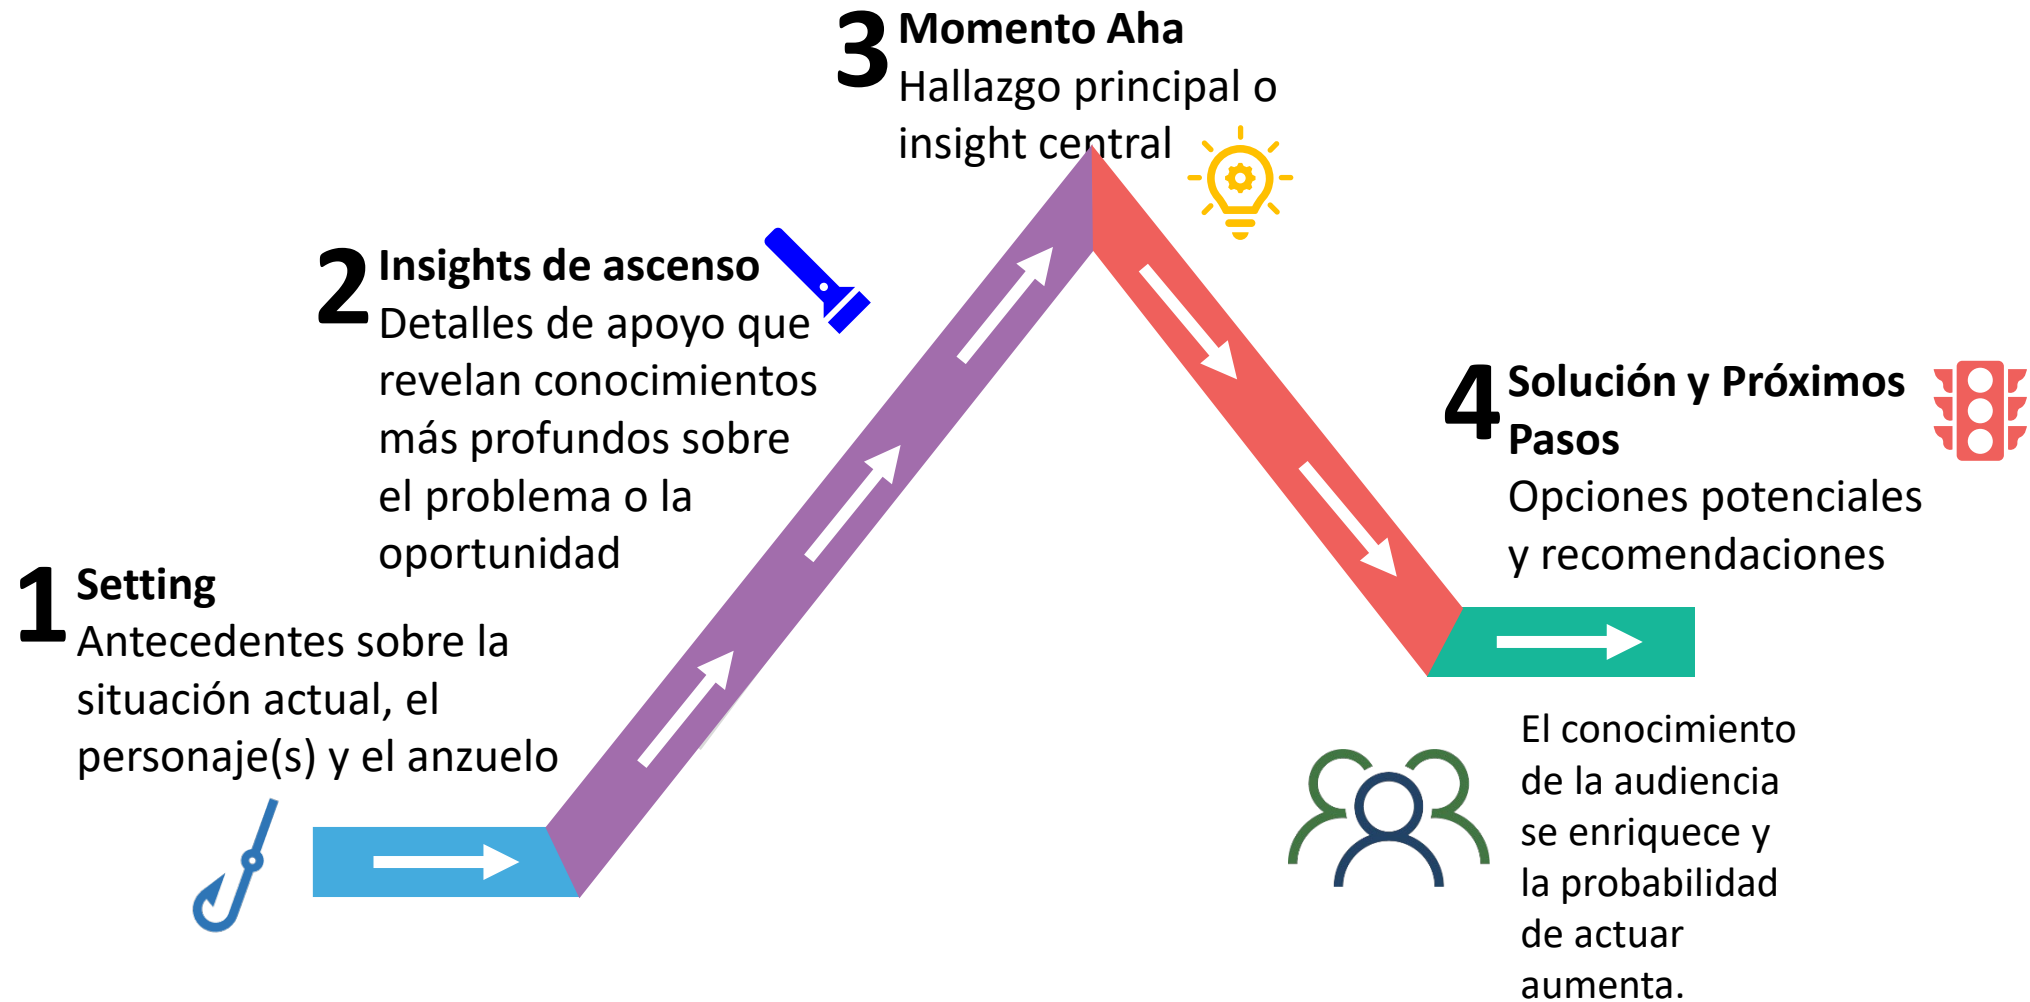 1
Setting
Antecedentes sobre la
situación actual, el
personaje(s) y el anzuelo
2
Insights de ascenso
Detalles de apoyo que
revelan conocimientos
más profundos sobre
el problema o la
oportunidad
3
Momento Aha
Hallazgo principal o
insight central
4
Solución y Próximos
Pasos
Opciones potenciales
y recomendaciones
El conocimiento
de la audiencia
se enriquece y
la probabilidad
de actuar
aumenta.